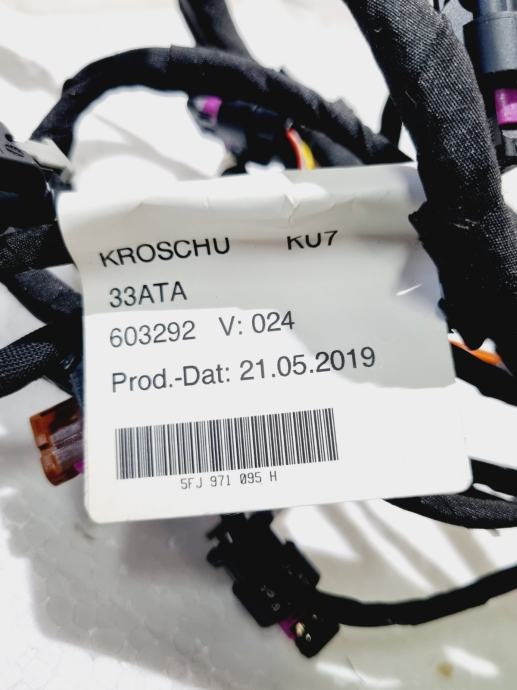 KROSCHU KU7
33ATA
603292 V: 024
Prod.-Dat: 21.05.2019
5FJ 971 095 H